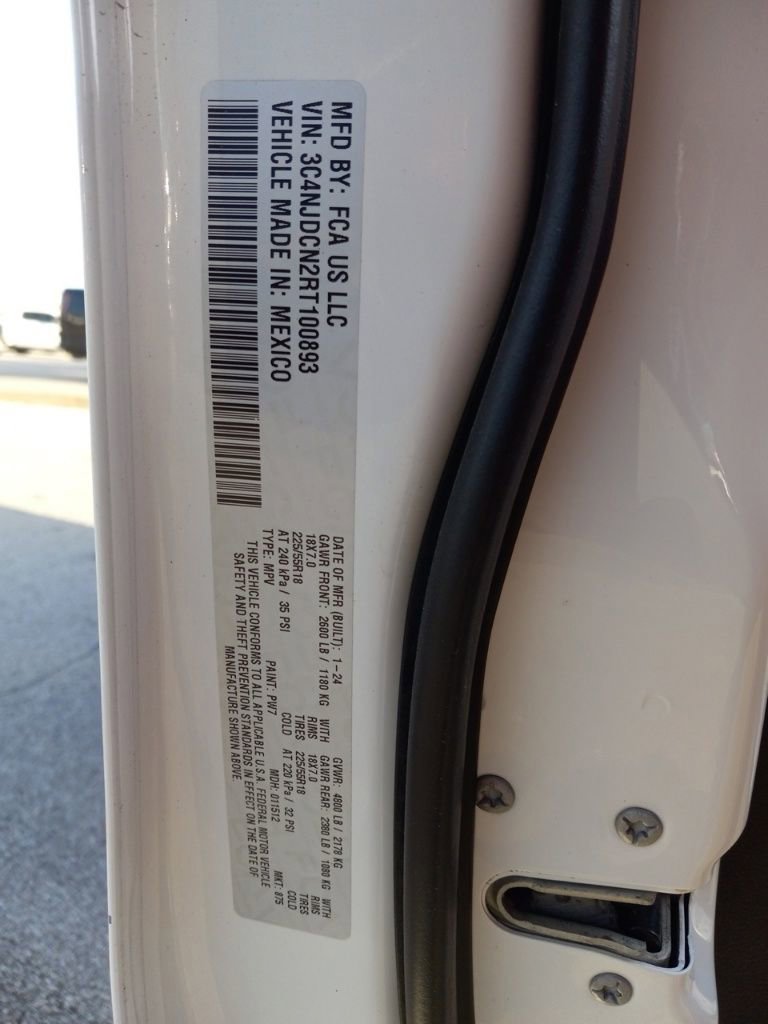 MFD BY: FCA US LLC
VIN: 3C4NJDCN2RT100893
VEHICLE MADE IN: MEXICO
DATE OF MFR (BUILT): 1-24 GVWR: 4800 LB / 2178 KG
GAWR FRONT: 2600 LB / 1180 KG WITH GAWR REAR: 2380 LB / 1080 KG WITH
18X7.0 RIMS 18X7.0 RIMS
225/55R18 TIRES 225/55R18 TIRES
AT 240 kPa / 35 PSI COLD AT 220 kPa / 32 PSI COLD
TYPE: MPV PAINT: PW7 MDH: 011512 MKT: 875
THIS VEHICLE CONFORMS TO ALL APPLICABLE U.S.A. FEDERAL MOTOR VEHICLE
SAFETY AND THEFT PREVENTION STANDARDS IN EFFECT ON THE DATE OF
MANUFACTURE SHOWN ABOVE.